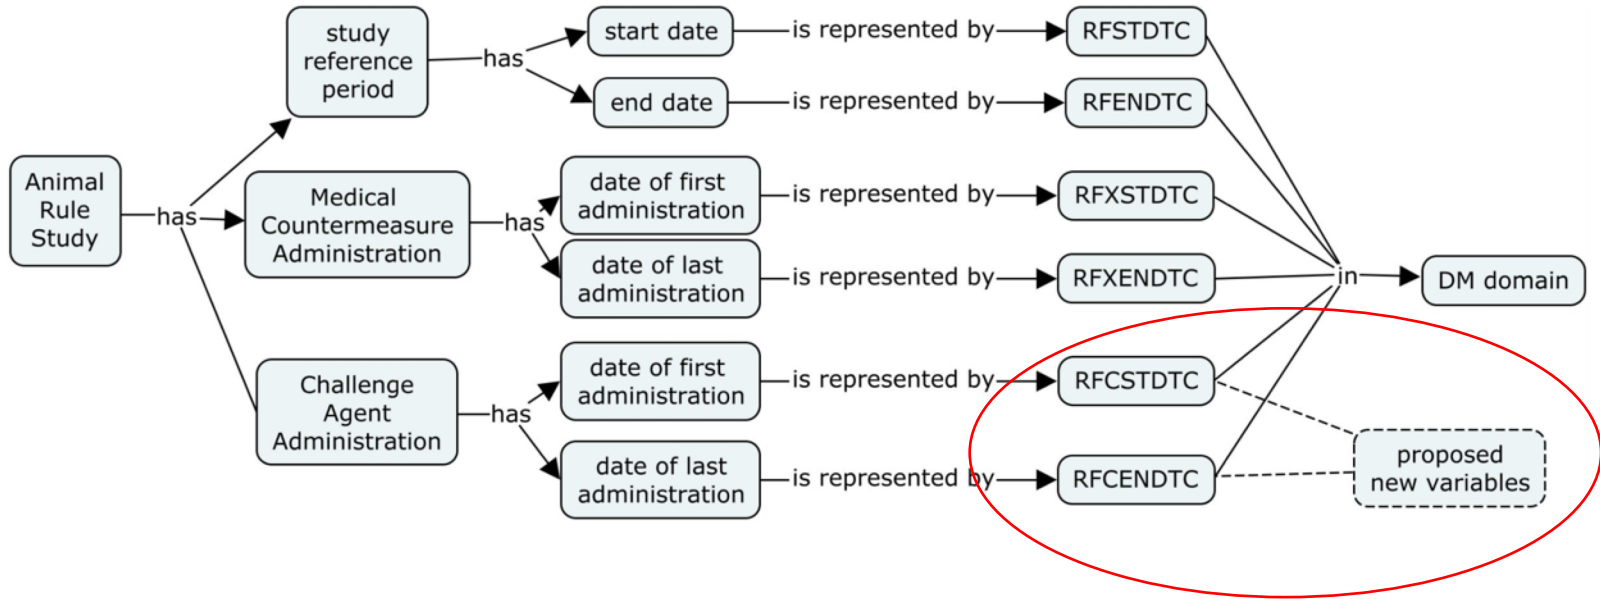 Animal
Rule
Study
has
study
reference
period
has
start date
is represented by
RFSTDTC
end date
is represented by
RFENDTC
Medical
Countermeasure
Administration
has
date of first
administration
is represented by
RFXSTDTC
date of last
administration
is represented by
RFXENDTC
Challenge
Agent
Administration
has
date of first
administration
is represented by
RFCSTDTC
date of last
administration
is represented by
RFCENDTC
in
DM domain
proposed
new variables